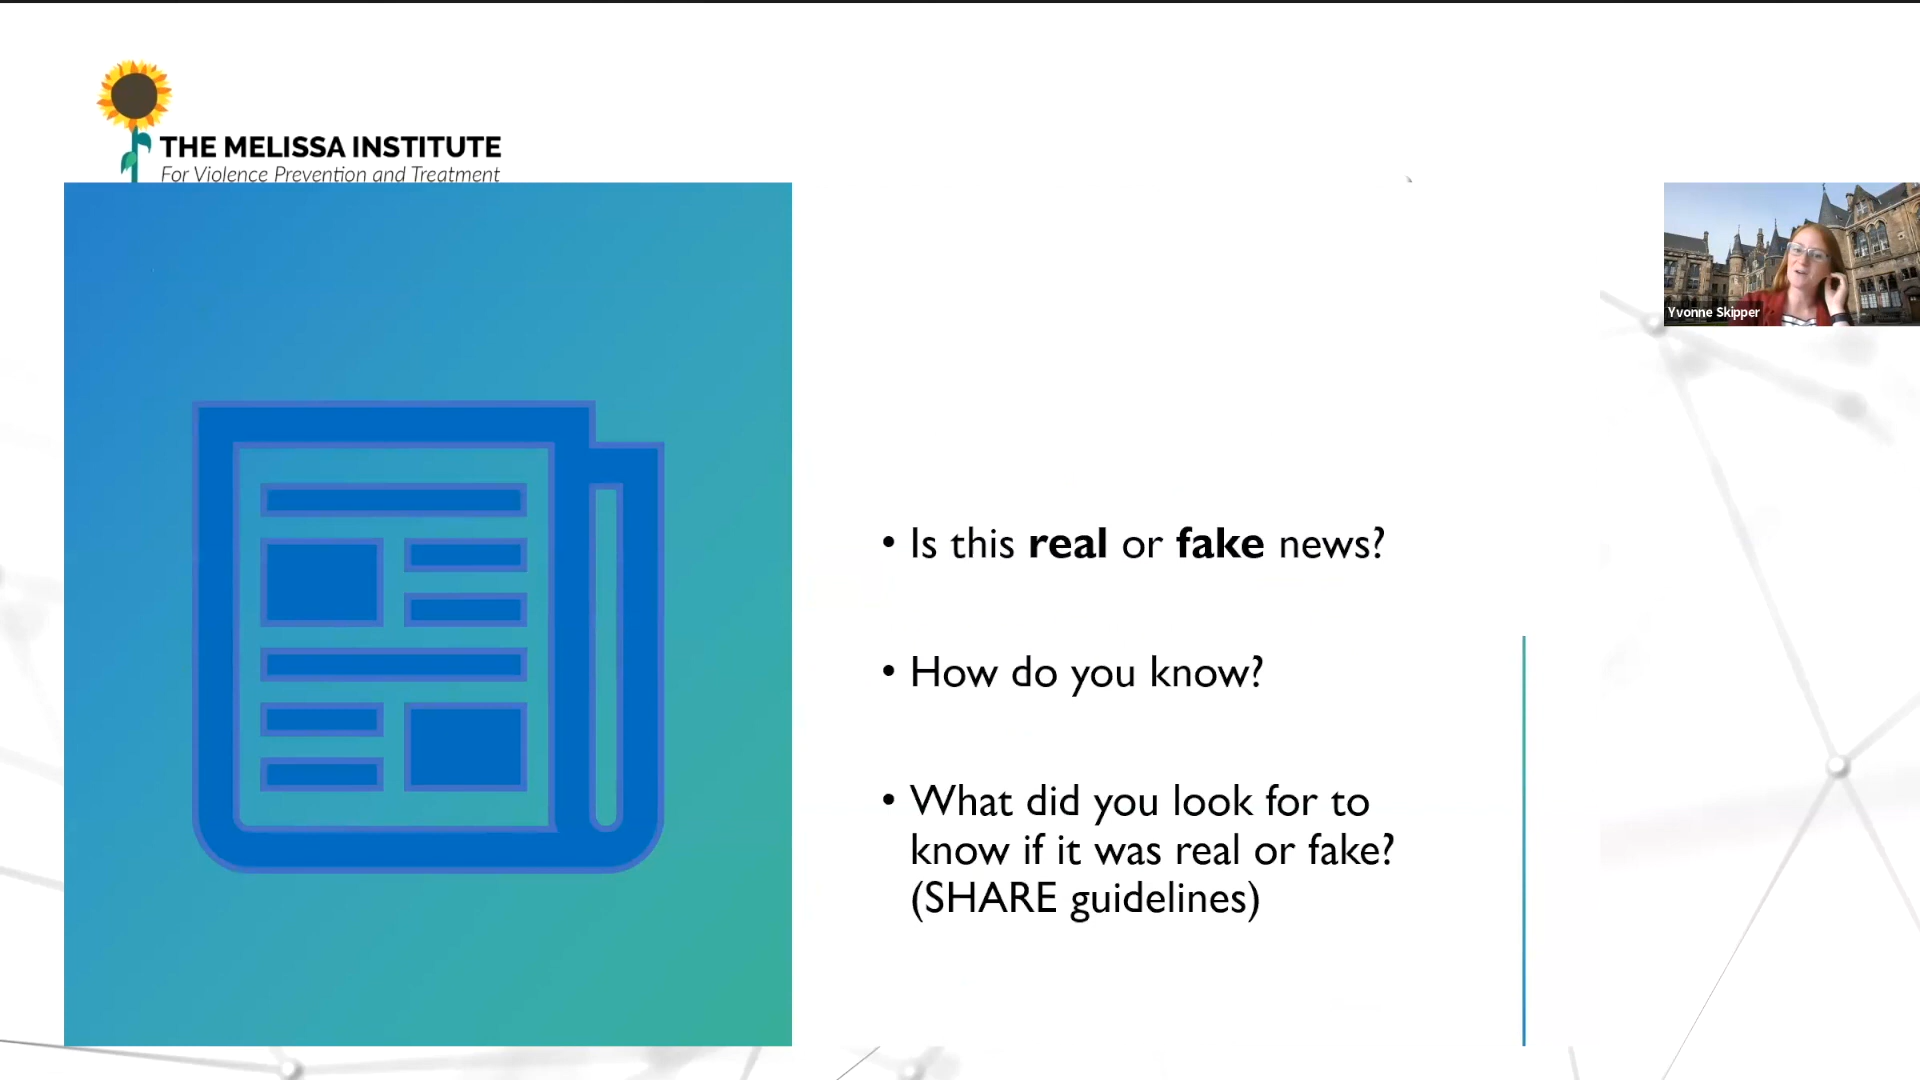 THE MELISSA INSTITUTE
For Violence Prevention and Treatment
Yvonne Skipper
• Is this real or fake news?
• How do you know?
• What did you look for to
know if it was real or fake?
(SHARE guidelines)